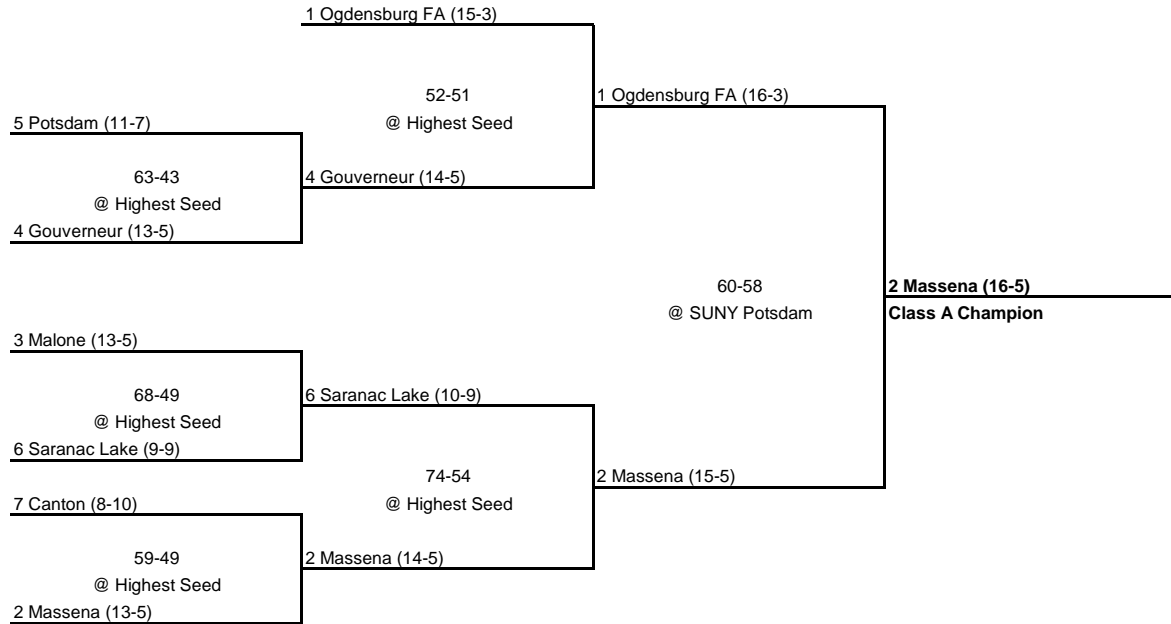 1 Ogdensburg FA (15-3)
52-51
1 Ogdensburg FA (16-3)
5 Potsdam (11-7)
@ Highest Seed
63-43
4 Gouverneur (14-5)
@ Highest Seed
4 Gouverneur (13-5)
60-58
2 Massena (16-5)
@ SUNY Potsdam
Class A Champion
3 Malone (13-5)
68-49
6 Saranac Lake (10-9)
@ Highest Seed
6 Saranac Lake (9-9)
74-54
2 Massena (15-5)
7 Canton (8-10)
@ Highest Seed
59-49
2 Massena (14-5)
@ Highest Seed
2 Massena (13-5)